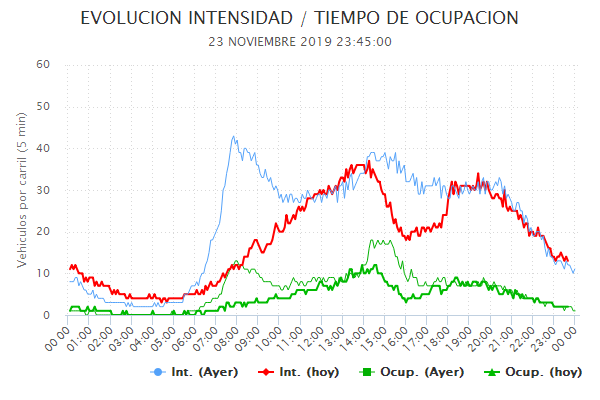 EVOLUCION INTENSIDAD / TIEMPO DE OCUPACION
23 NOVIEMBRE 2019 23:45:00
Vehiculos por carril (5 min)
60
50
40
30
20
10
0
00:00 01:00 02:00 03:00 04:00 05:00 06:00 07:00 08:00 09:00 10:00 11:00 12:00 13:00 14:00 15:00 16:00 17:00 18:00 19:00 20:00 21:00 22:00 23:00 00:00
Int. (Ayer) Int. (hoy) Ocup. (Ayer) Ocup. (hoy)